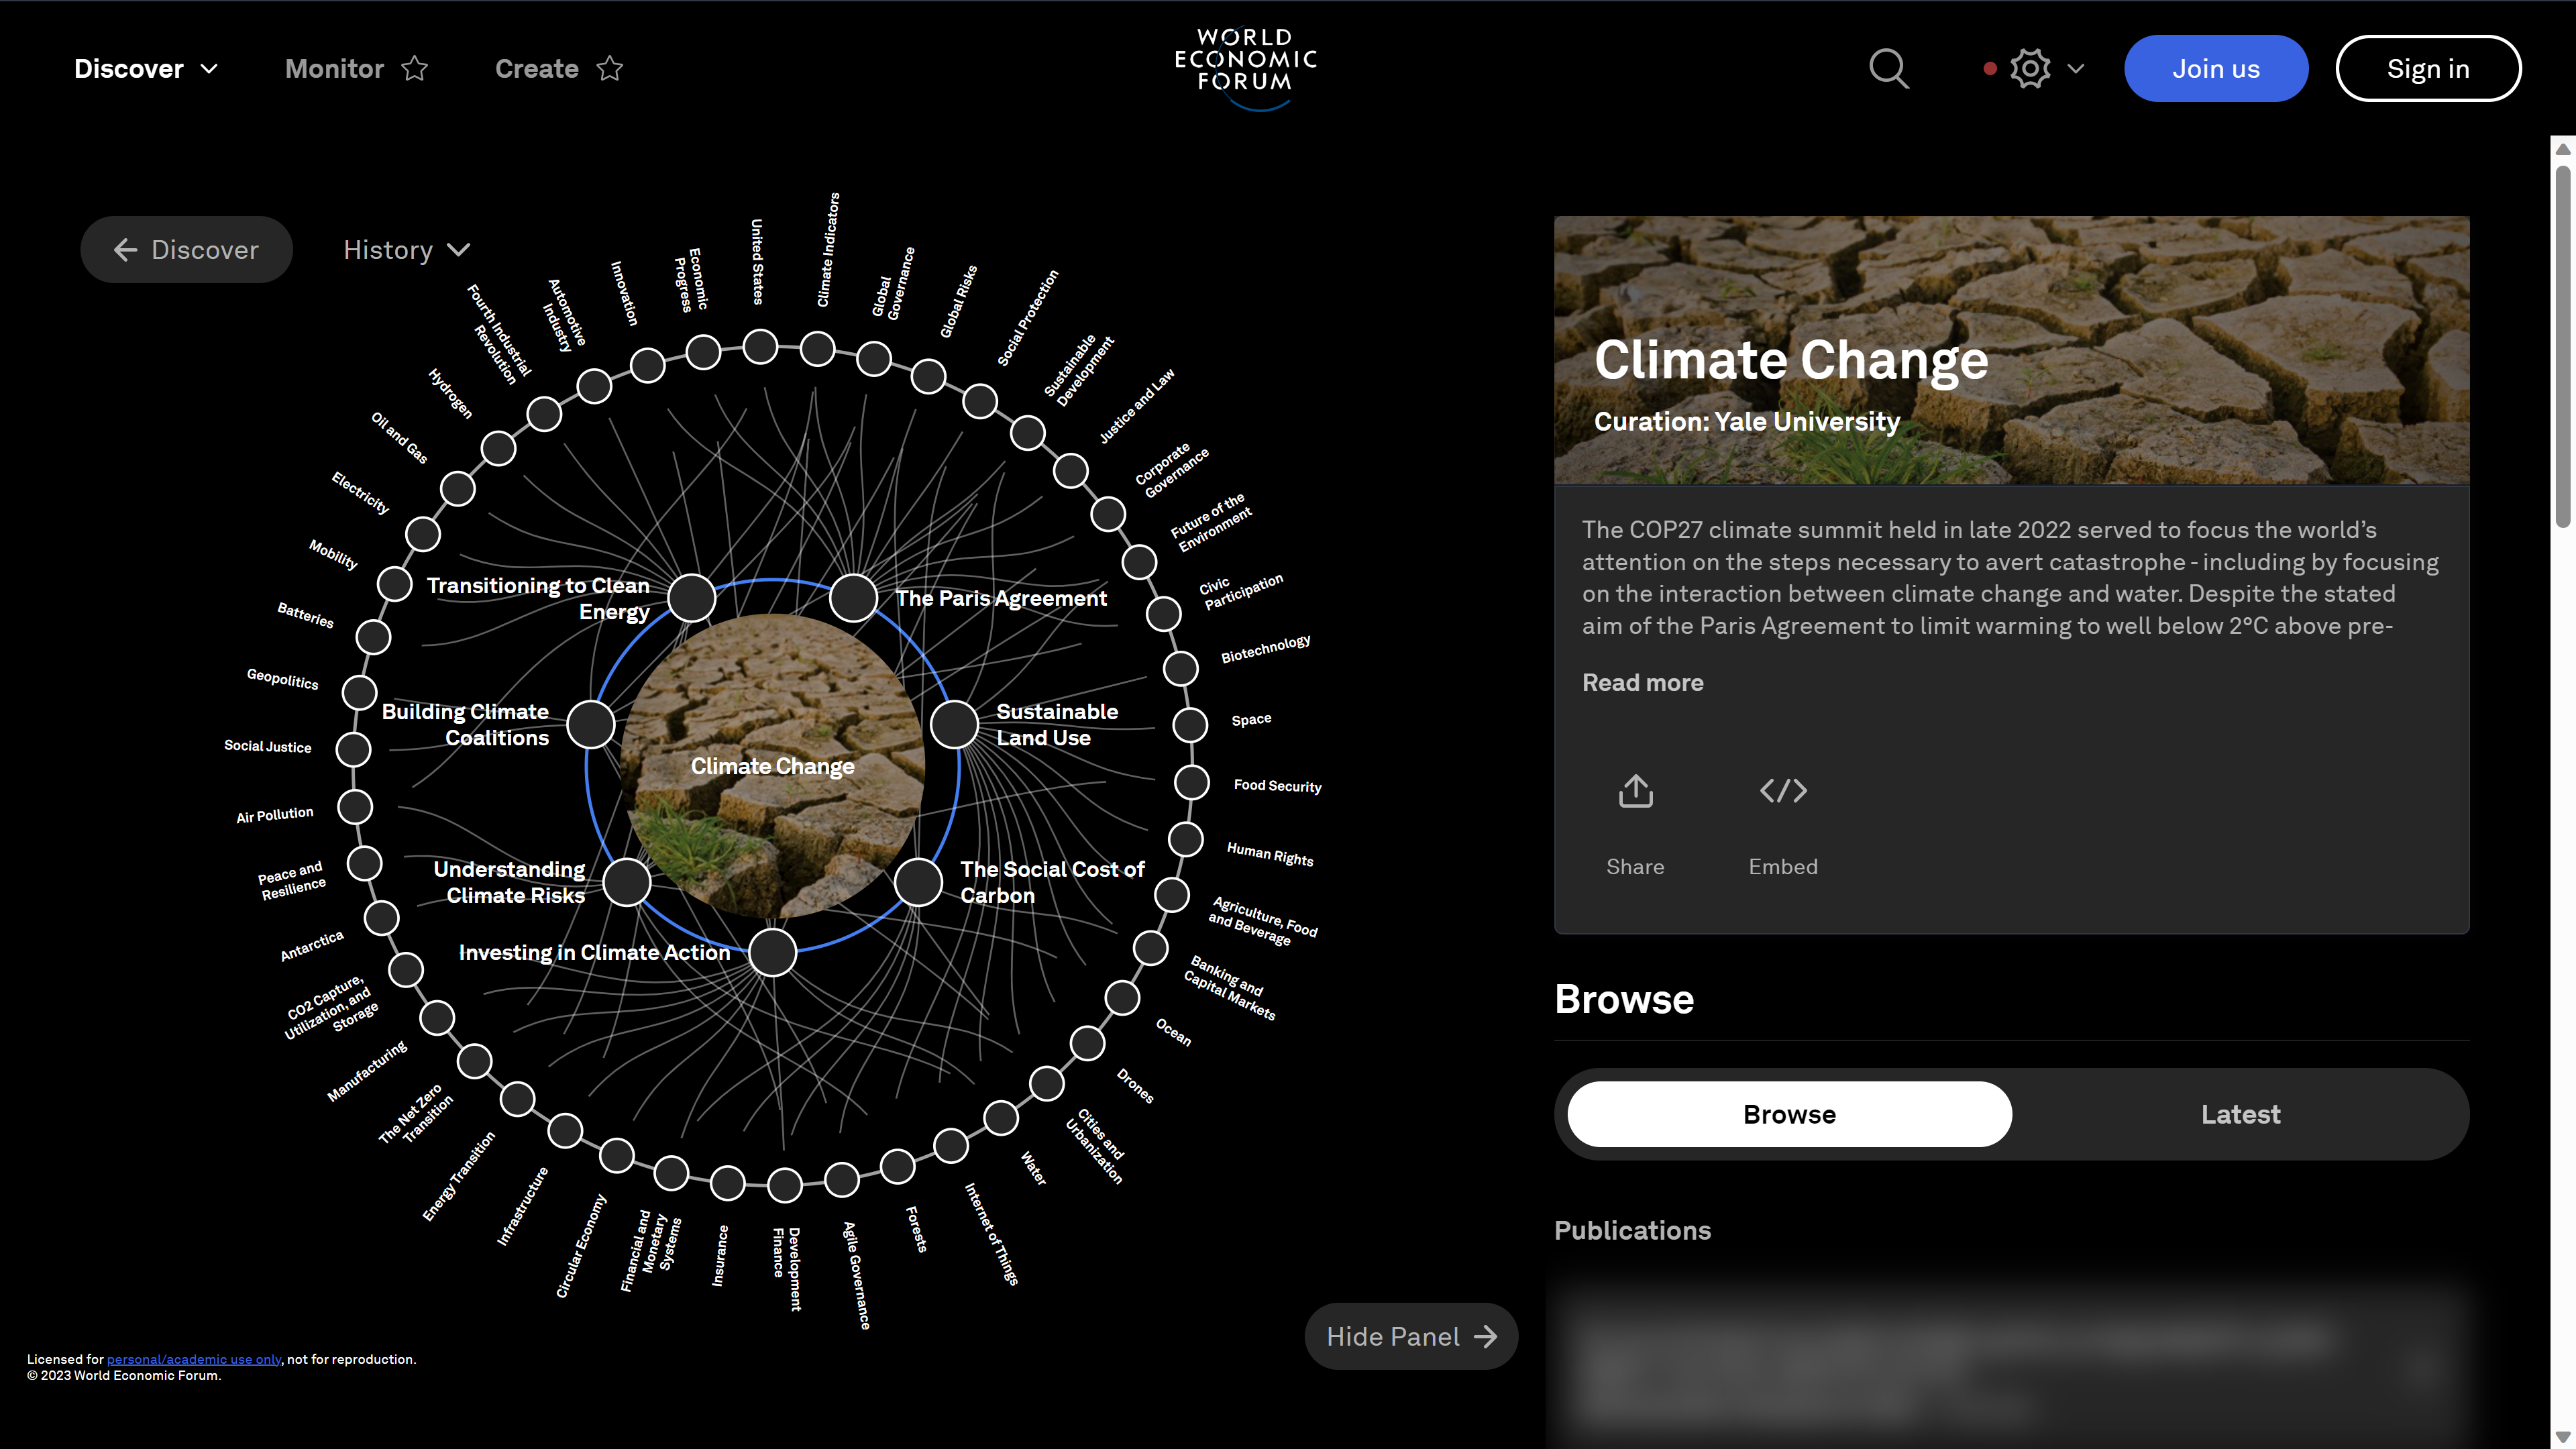 Discover
Monitor
Create
WORLD
ECONOMIC
FORUM
Join us
Sign in
Discover
History
United States
Climate Indicators
Global
Governance
Global Risks
Social Protection
Sustainable
Development
Justice and Law
Corporate
Governance
Future of the
Environment
Civic
Participation
Biotechnology
Space
Food Security
Human Rights
Agriculture, Food
and Beverage
Banking and
Capital Markets
Ocean
Drones
Cities and
Urbanization
Water
Internet of Things
Forests
Agile Governance
Development
Finance
Insurance
Financial and
Monetary
Systems
Circular Economy
Infrastructure
Energy Transition
The Net Zero
Transition
Manufacturing
CO2 Capture,
Utilization, and
Storage
Antarctica
Peace and
Resilience
Air Pollution
Social Justice
Geopolitics
Batteries
Mobility
Electricity
Oil and Gas
Hydrogen
Fourth Industrial
Revolution
Automotive
Industry
Innovation
Economic
Progress
Transitioning to Clean
Energy
The Paris Agreement
Building Climate
Coalitions
Sustainable
Land Use
Climate Change
Understanding
Climate Risks
The Social Cost of
Carbon
Investing in Climate Action
Hide Panel
Licensed for personal/academic use only, not for reproduction.
© 2023 World Economic Forum.
Climate Change
Curation: Yale University
The COP27 climate summit held in late 2022 served to focus the world’s
attention on the steps necessary to avert catastrophe - including by focusing
on the interaction between climate change and water. Despite the stated
aim of the Paris Agreement to limit warming to well below 2°C above pre-
Read more
Share
Embed
Browse
Browse
Latest
Publications